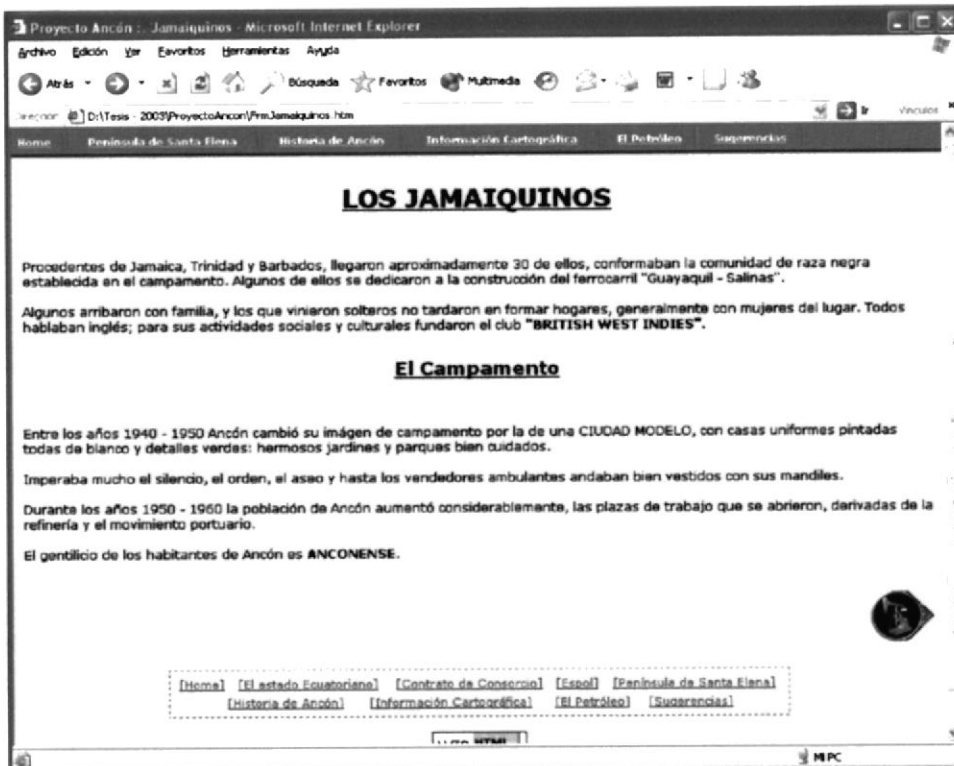 Proyecto Ancón :. Jamaiquinos - Microsoft Internet Explorer
Archivo Edición Ver Favoritos Herramientas Ayuda
Atrás Búsqueda Favoritos Multimedia
Dirección D:\Tesis - 2003\ProyectoAncon\FrmJamaiquinos.htm Ir Vínculos
Home Península de Santa Elena Historia de Ancón Información Cartográfica El Petróleo Sugerencias
LOS JAMAIQUINOS
Procedentes de Jamaica, Trinidad y Barbados, llegaron aproximadamente 30 de ellos, conformaban la comunidad de raza negra
establecida en el campamento. Algunos de ellos se dedicaron a la construcción del ferrocarril "Guayaquil - Salinas".
Algunos arribaron con familia, y los que vinieron solteros no tardaron en formar hogares, generalmente con mujeres del lugar. Todos
hablaban inglés; para sus actividades sociales y culturales fundaron el club "BRITISH WEST INDIES".
El Campamento
Entre los años 1940 - 1950 Ancón cambió su imágen de campamento por la de una CIUDAD MODELO, con casas uniformes pintadas
todas de blanco y detalles verdes: hermosos jardines y parques bien cuidados.
Imperaba mucho el silencio, el orden, el aseo y hasta los vendedores ambulantes andaban bien vestidos con sus mandiles.
Durante los años 1950 - 1960 la población de Ancón aumentó considerablemente, las plazas de trabajo que se abrieron, derivadas de la
refinería y el movimiento portuario.
El gentilicio de los habitantes de Ancón es ANCONENSE.
[Home] [El estado Ecuatoriano] [Contrato de Consorcio] [Espol] [Península de Santa Elena]
[Historia de Ancón] [Información Cartográfica] [El Petróleo] [Sugerencias]
HTML
Mi PC